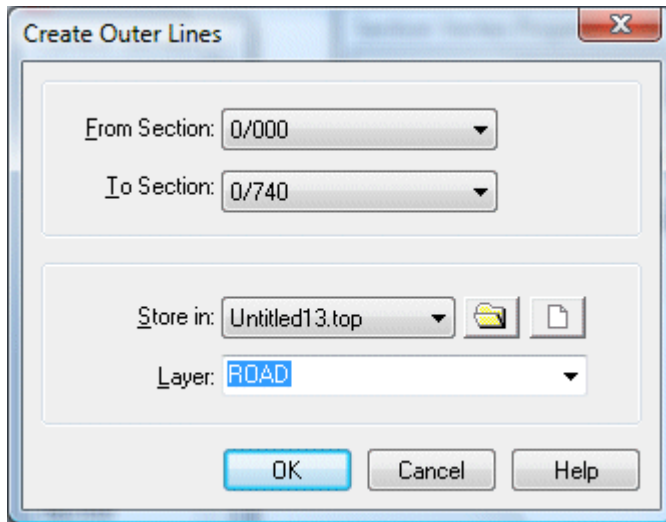 Create Outer Lines
From Section: 0/000
To Section: 0/740
Store in: Untitled13.top
Layer: ROAD
OK Cancel Help